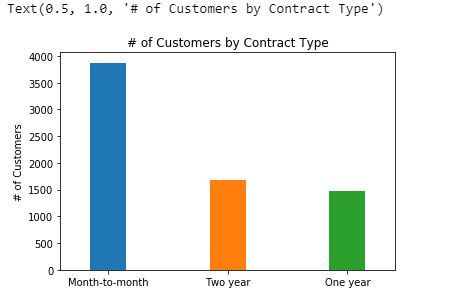 Text(0.5, 1.0, '# of Customers by Contract Type')
# of Customers by Contract Type
# of Customers
4000
3500
3000
2500
2000
1500
1000
500
0
Month-to-month Two year One year